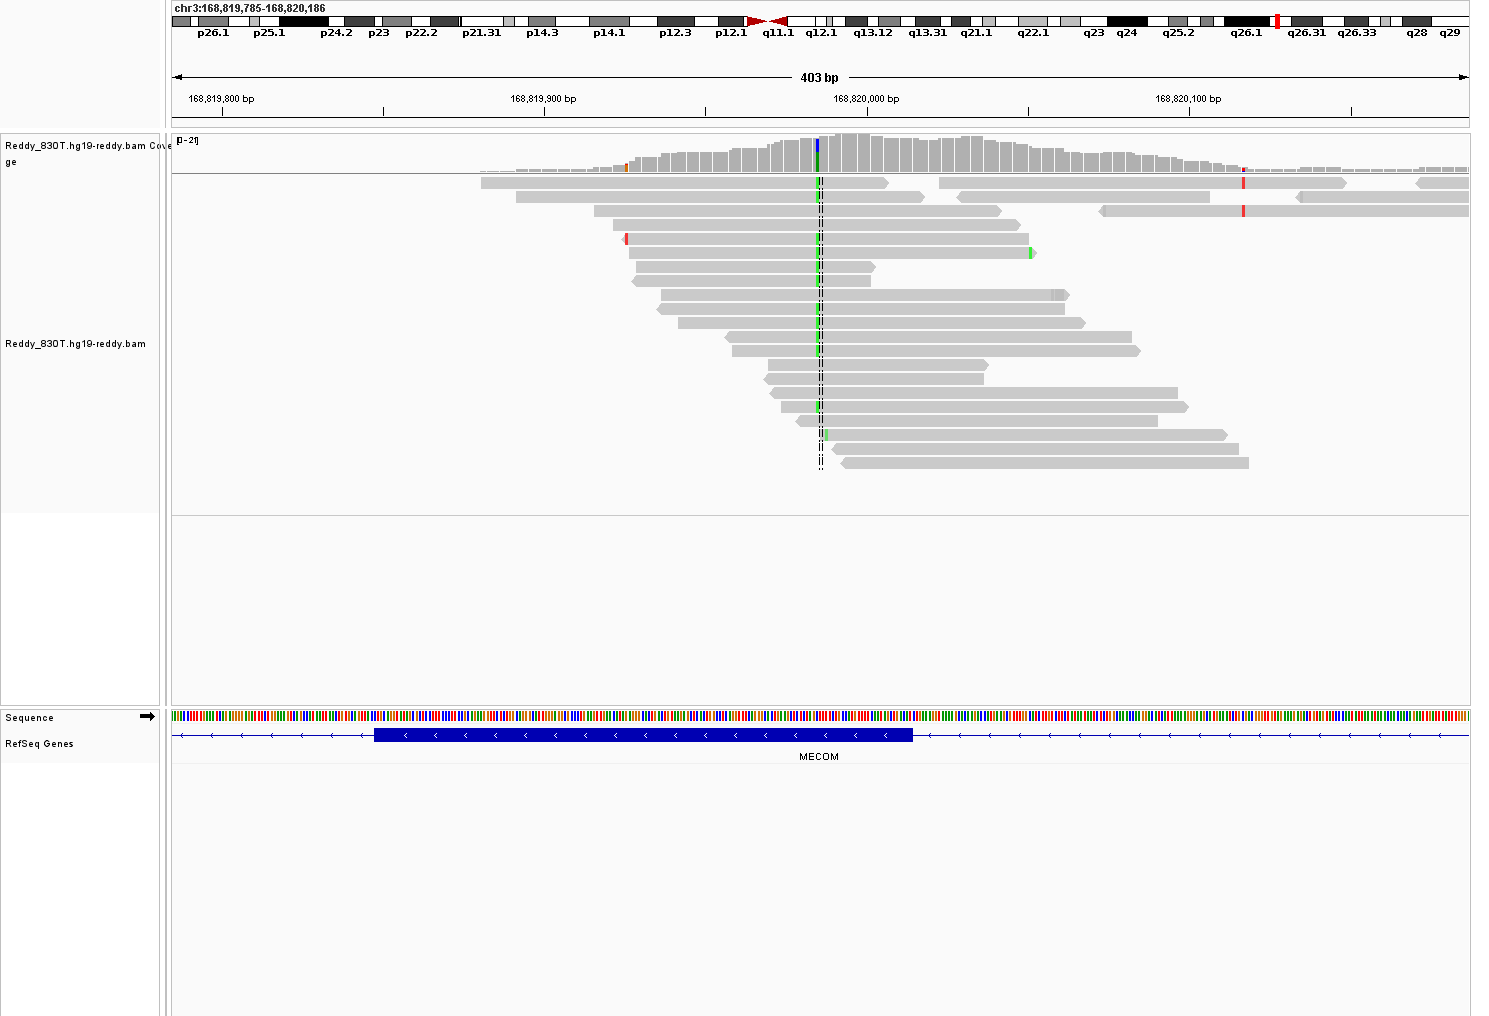 chr3:168,819,785-168,820,186
p26.1 p25.1 p24.2 p23 p22.2 p21.31 p14.3 p14.1 p12.3 p12.1 q11.1 q12.1 q13.12 q13.31 q21.1 q22.1 q23 q24 q25.2 q26.1 q26.31 q26.33 q28 q29
403 bp
168,819,800 bp 168,819,900 bp 168,820,000 bp 168,820,100 bp
Reddy_830T.hg19-reddy.bam Cove
ge
[0-21]
Reddy_830T.hg19-reddy.bam
Sequence
RefSeq Genes
MECOM